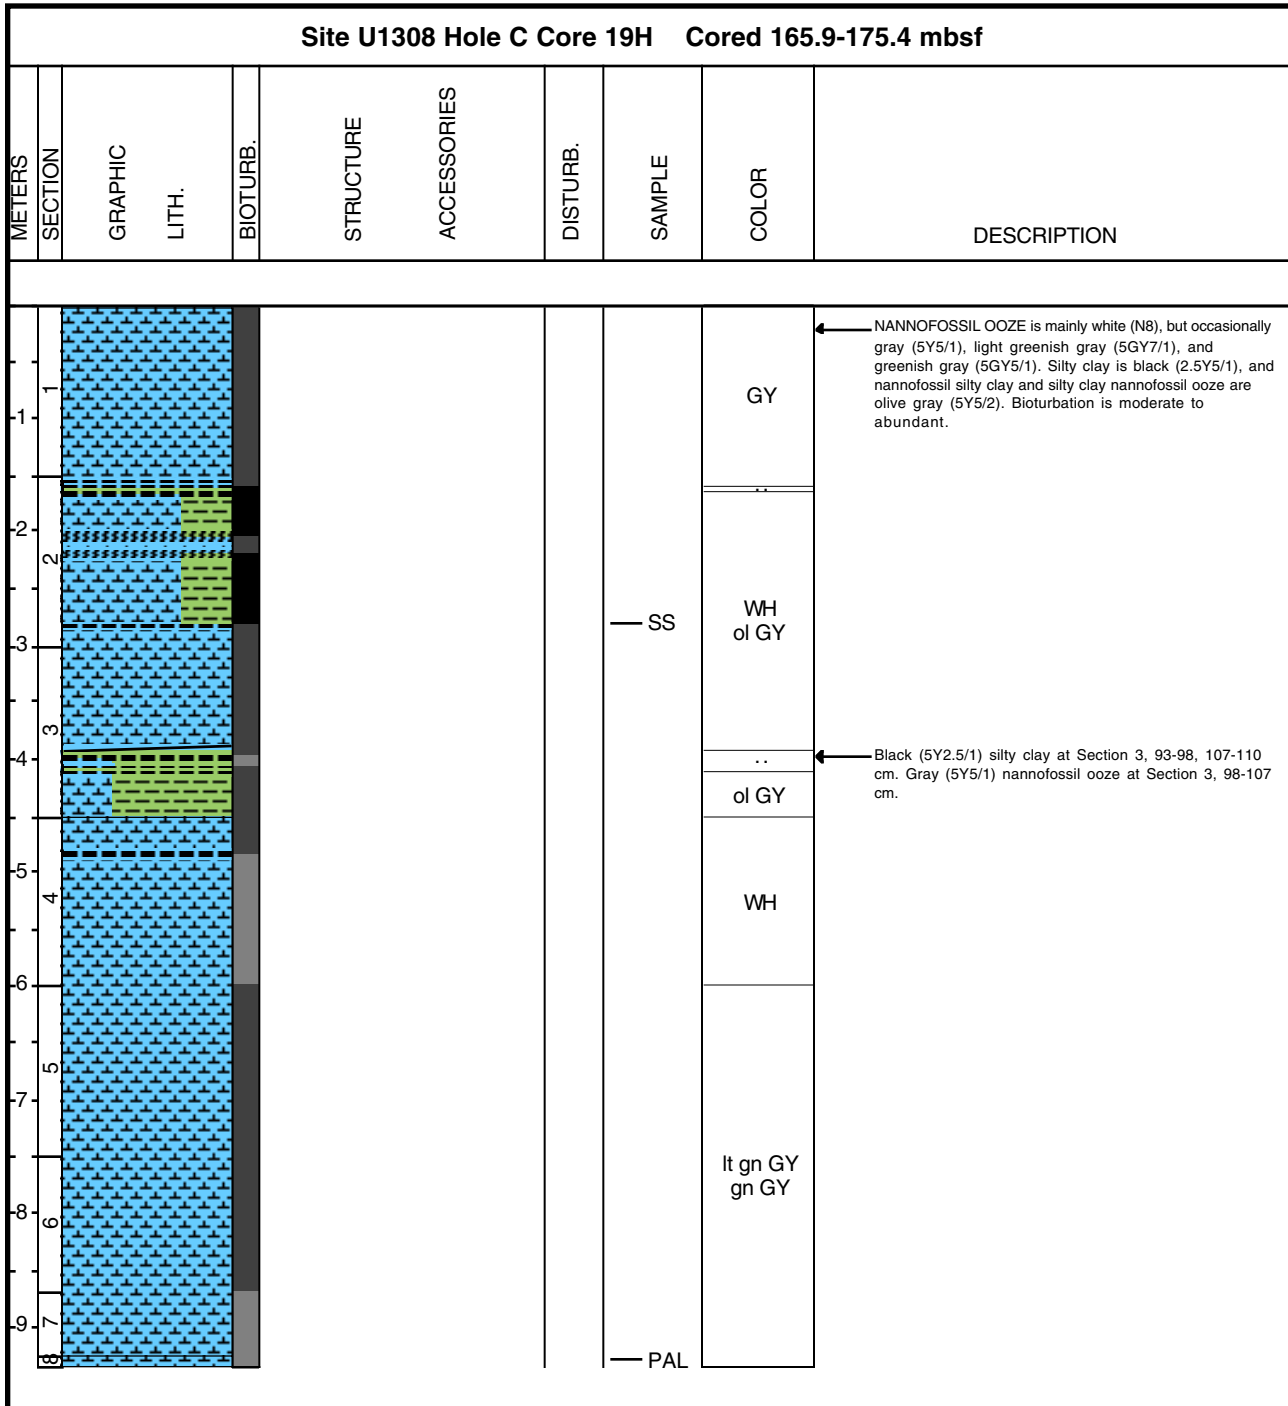 Site U1308 Hole C Core 19H Cored 165.9-175.4 mbsf
METERS
SECTION
GRAPHIC
LITH.
BIOTURB.
STRUCTURE
ACCESSORIES
DISTURB.
SAMPLE
COLOR
DESCRIPTION
1
2
3
4
5
6
7
8
9
1
2
3
4
5
6
7
8
SS
PAL
GY
. .
WH
ol GY
. .
ol GY
WH
lt gn GY
gn GY
NANNOFOSSIL OOZE is mainly white (N8), but occasionally
gray (5Y5/1), light greenish gray (5GY7/1), and
greenish gray (5GY5/1). Silty clay is black (2.5Y5/1), and
nannofossil silty clay and silty clay nannofossil ooze are
olive gray (5Y5/2). Bioturbation is moderate to
abundant.
Black (5Y2.5/1) silty clay at Section 3, 93-98, 107-110
cm. Gray (5Y5/1) nannofossil ooze at Section 3, 98-107
cm.